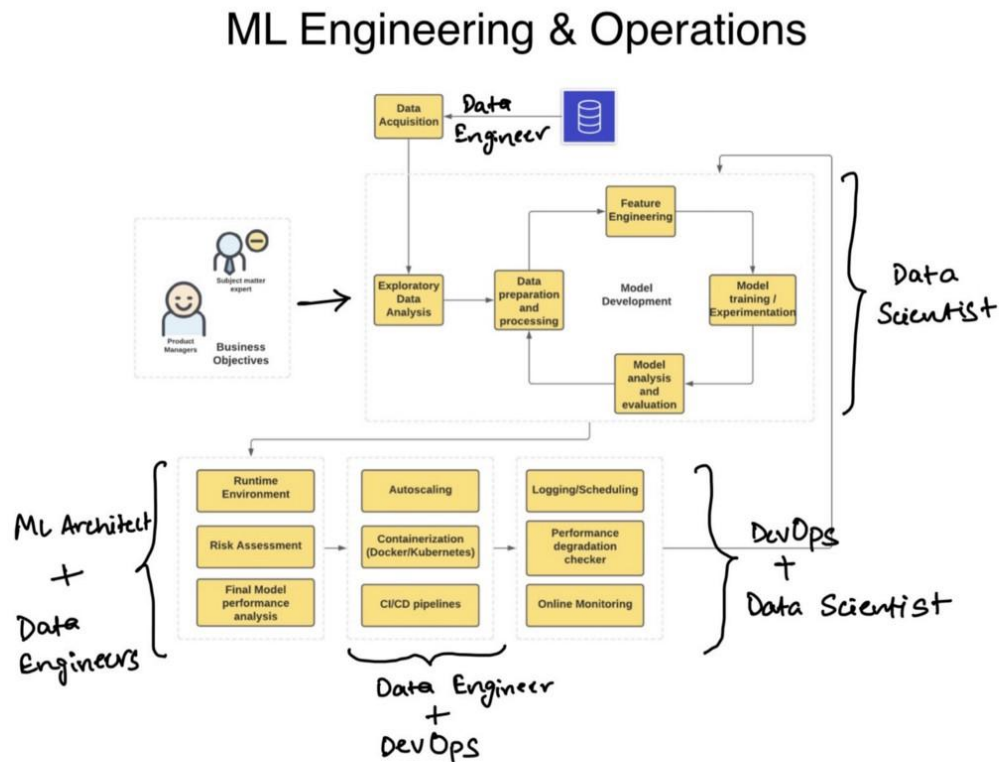 ML Engineering & Operations
Data
Acquisition
Data
Engineer
Feature
Engineering
Subject matter
expert
Product
Managers
Business
Objectives
Exploratory
Data
Analysis
Data
preparation
and
processing
Model
Development
Model
training /
Experimentation
Model
analysis
and
evaluation
Data
Scientist
ML Architect
+
Data
Engineers
Runtime
Environment
Risk Assessment
Final Model
performance
analysis
Autoscaling
Containerization
(Docker/Kubernetes)
CI/CD pipelines
Data Engineer
+
DevOps
Logging/Scheduling
Performance
degradation
checker
Online Monitoring
DevOps
+
Data Scientist